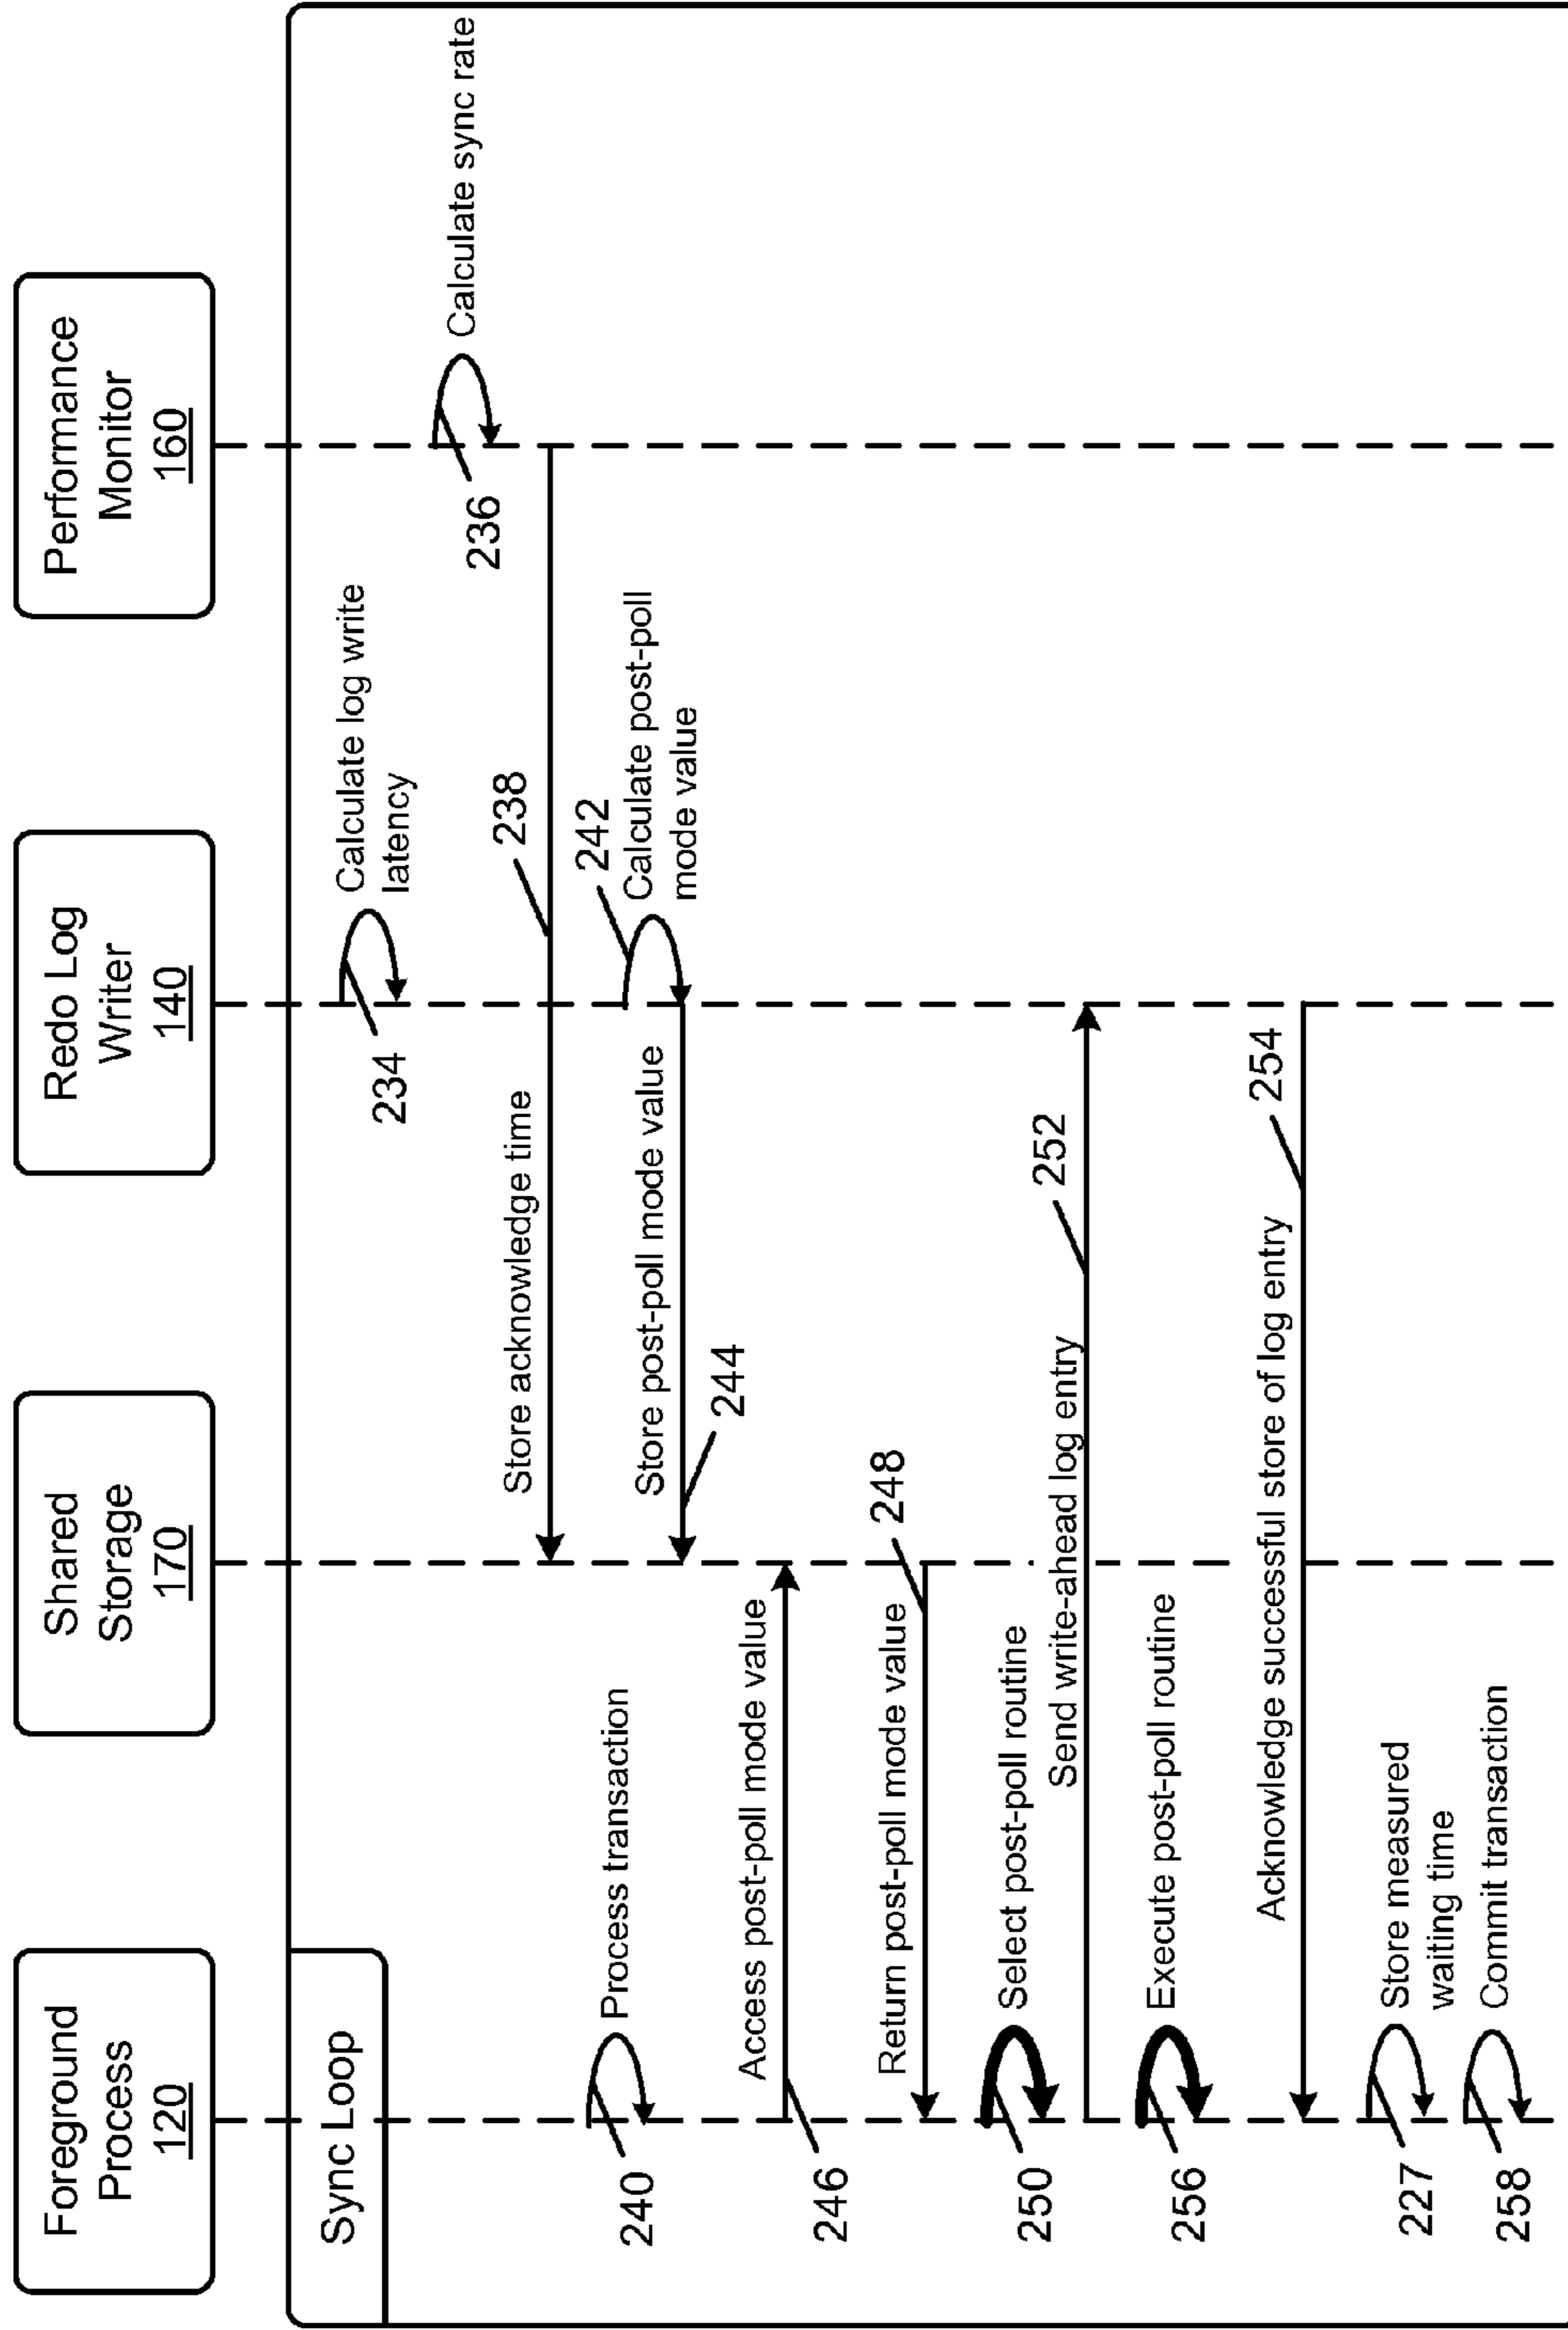 Foreground
Process
120
Shared
Storage
170
Redo Log
Writer
140
Performance
Monitor
160
Sync Loop
Calculate log write
latency
234
Calculate sync rate
236
Store acknowledge time
238
240
Process transaction
242
Calculate post-poll
mode value
Store post-poll mode value
244
Access post-poll mode value
246
Return post-poll mode value
248
250
Select post-poll routine
Send write-ahead log entry
252
256
Execute post-poll routine
Acknowledge successful store of log entry
254
227
Store measured
waiting time
258
Commit transaction